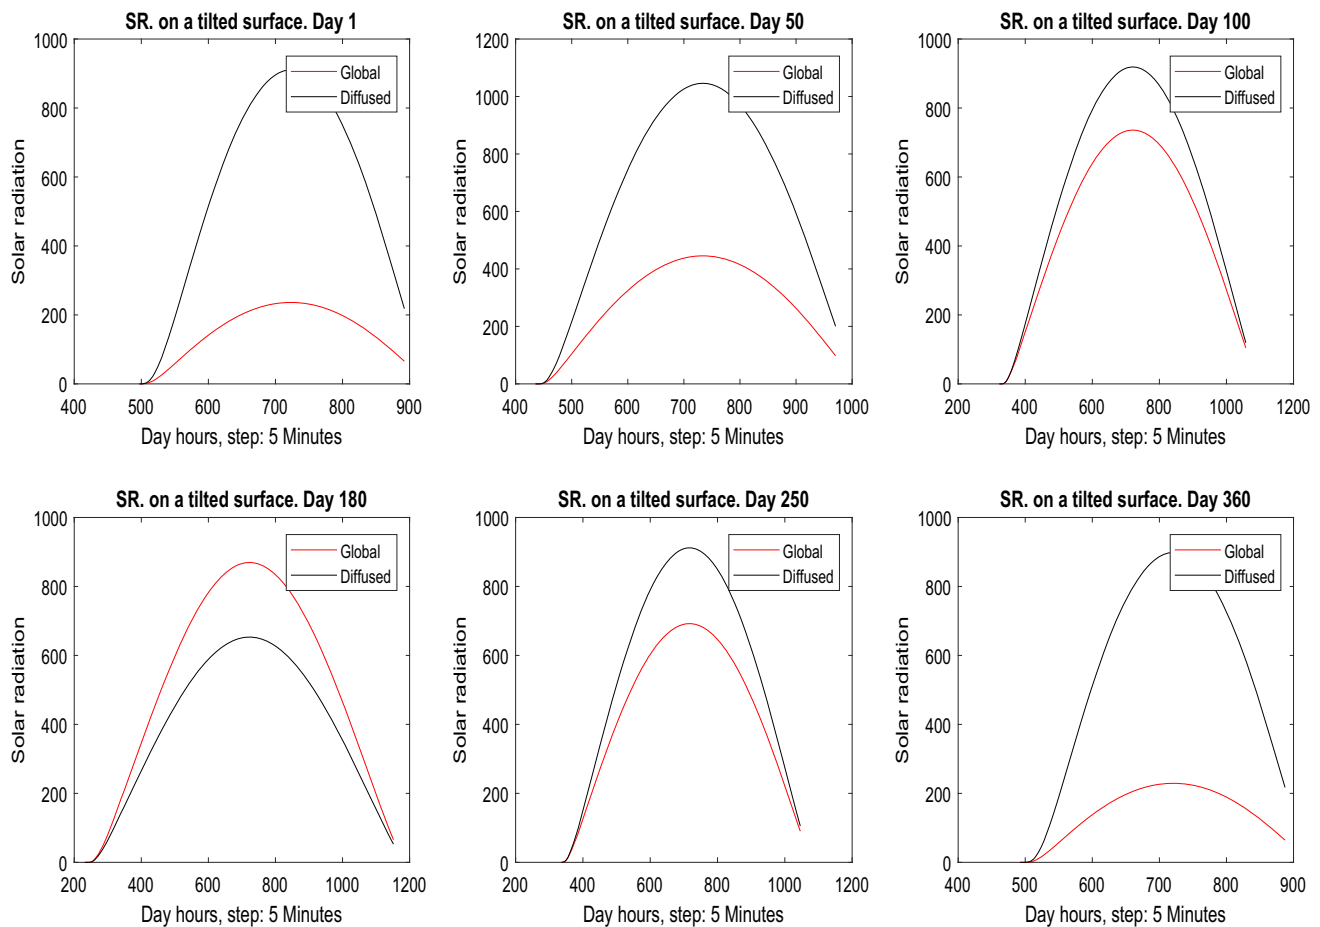 SR. on a tilted surface. Day 1
1000
800
600
400
200
0
Solar radiation
Global
Diffused
400 500 600 700 800 900
Day hours, step: 5 Minutes
SR. on a tilted surface. Day 50
1200
1000
800
600
400
200
0
Solar radiation
Global
Diffused
400 500 600 700 800 900 1000
Day hours, step: 5 Minutes
SR. on a tilted surface. Day 100
1000
800
600
400
200
0
Solar radiation
Global
Diffused
200 400 600 800 1000 1200
Day hours, step: 5 Minutes
SR. on a tilted surface. Day 180
1000
800
600
400
200
0
Solar radiation
Global
Diffused
200 400 600 800 1000 1200
Day hours, step: 5 Minutes
SR. on a tilted surface. Day 250
1000
800
600
400
200
0
Solar radiation
Global
Diffused
200 400 600 800 1000 1200
Day hours, step: 5 Minutes
SR. on a tilted surface. Day 360
1000
800
600
400
200
0
Solar radiation
Global
Diffused
400 500 600 700 800 900
Day hours, step: 5 Minutes